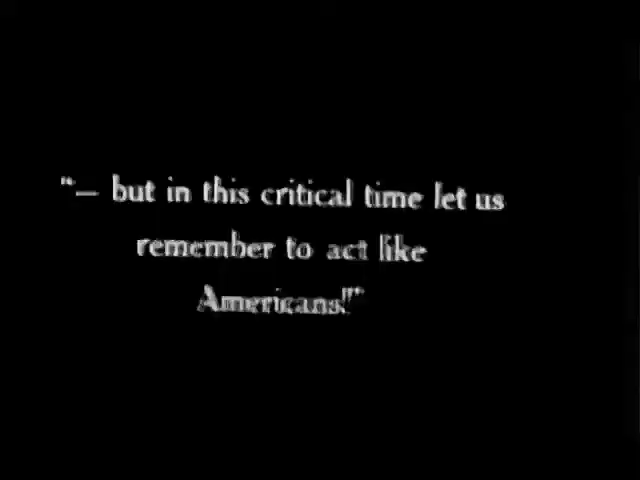 "— but in this critical time let us
remember to act like
Americans!"